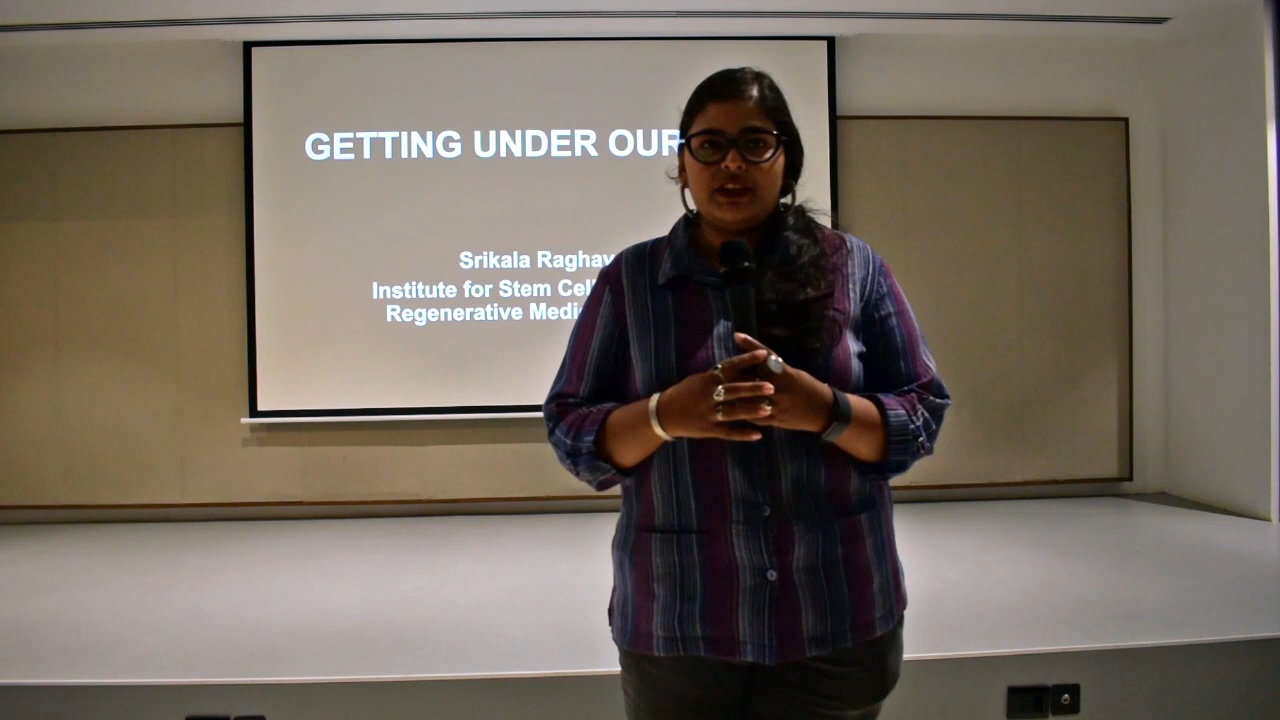 GETTING UNDER OUR
Srikala Raghav
Institute for Stem Cell
Regenerative Medi